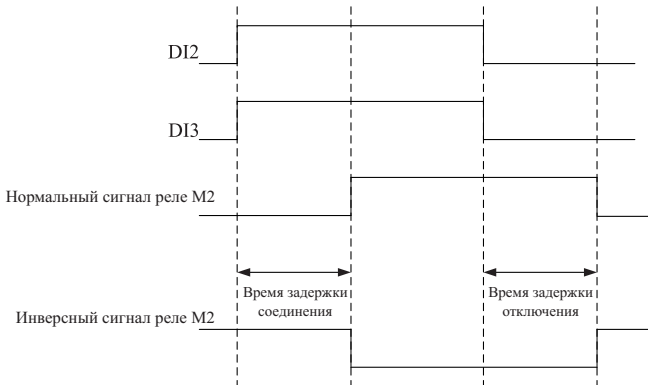 DI2
DI3
Нормальный сигнал реле M2
Время задержки
соединения
Время задержки
отключения
Инверсный сигнал реле M2